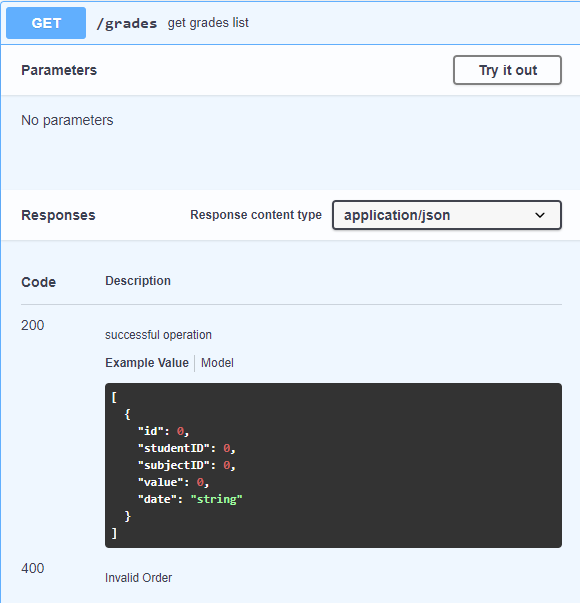 GET /grades get grades list
Parameters Try it out
No parameters
Responses Response content type application/json
Code Description
200
successful operation
Example Value Model
[
  {
    "id": 0,
    "studentID": 0,
    "subjectID": 0,
    "value": 0,
    "date": "string"
  }
]
400
Invalid Order